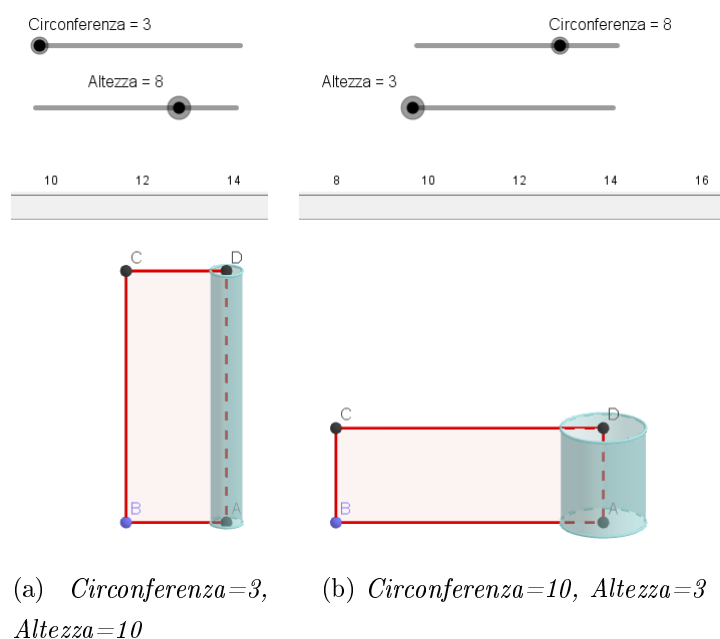 Circonferenza = 3
Altezza = 8
10 12 14
C D
B A
Circonferenza = 8
Altezza = 3
8 10 12 14 16
C D
B A
(a) Circonferenza=3,
Altezza=10
(b) Circonferenza=10, Altezza=3